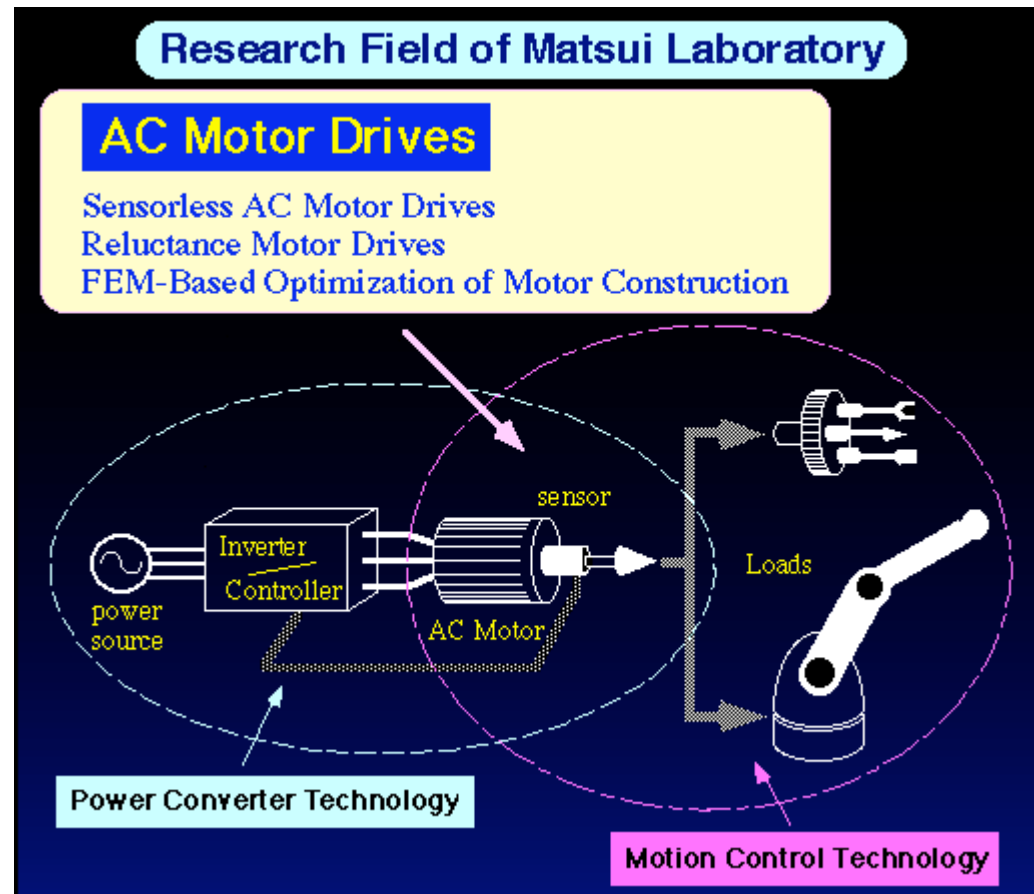 Research Field of Matsui Laboratory
AC Motor Drives
Sensorless AC Motor Drives
Reluctance Motor Drives
FEM-Based Optimization of Motor Construction
sensor
Inverter
Controller
power
source
AC Motor
Loads
Power Converter Technology
Motion Control Technology